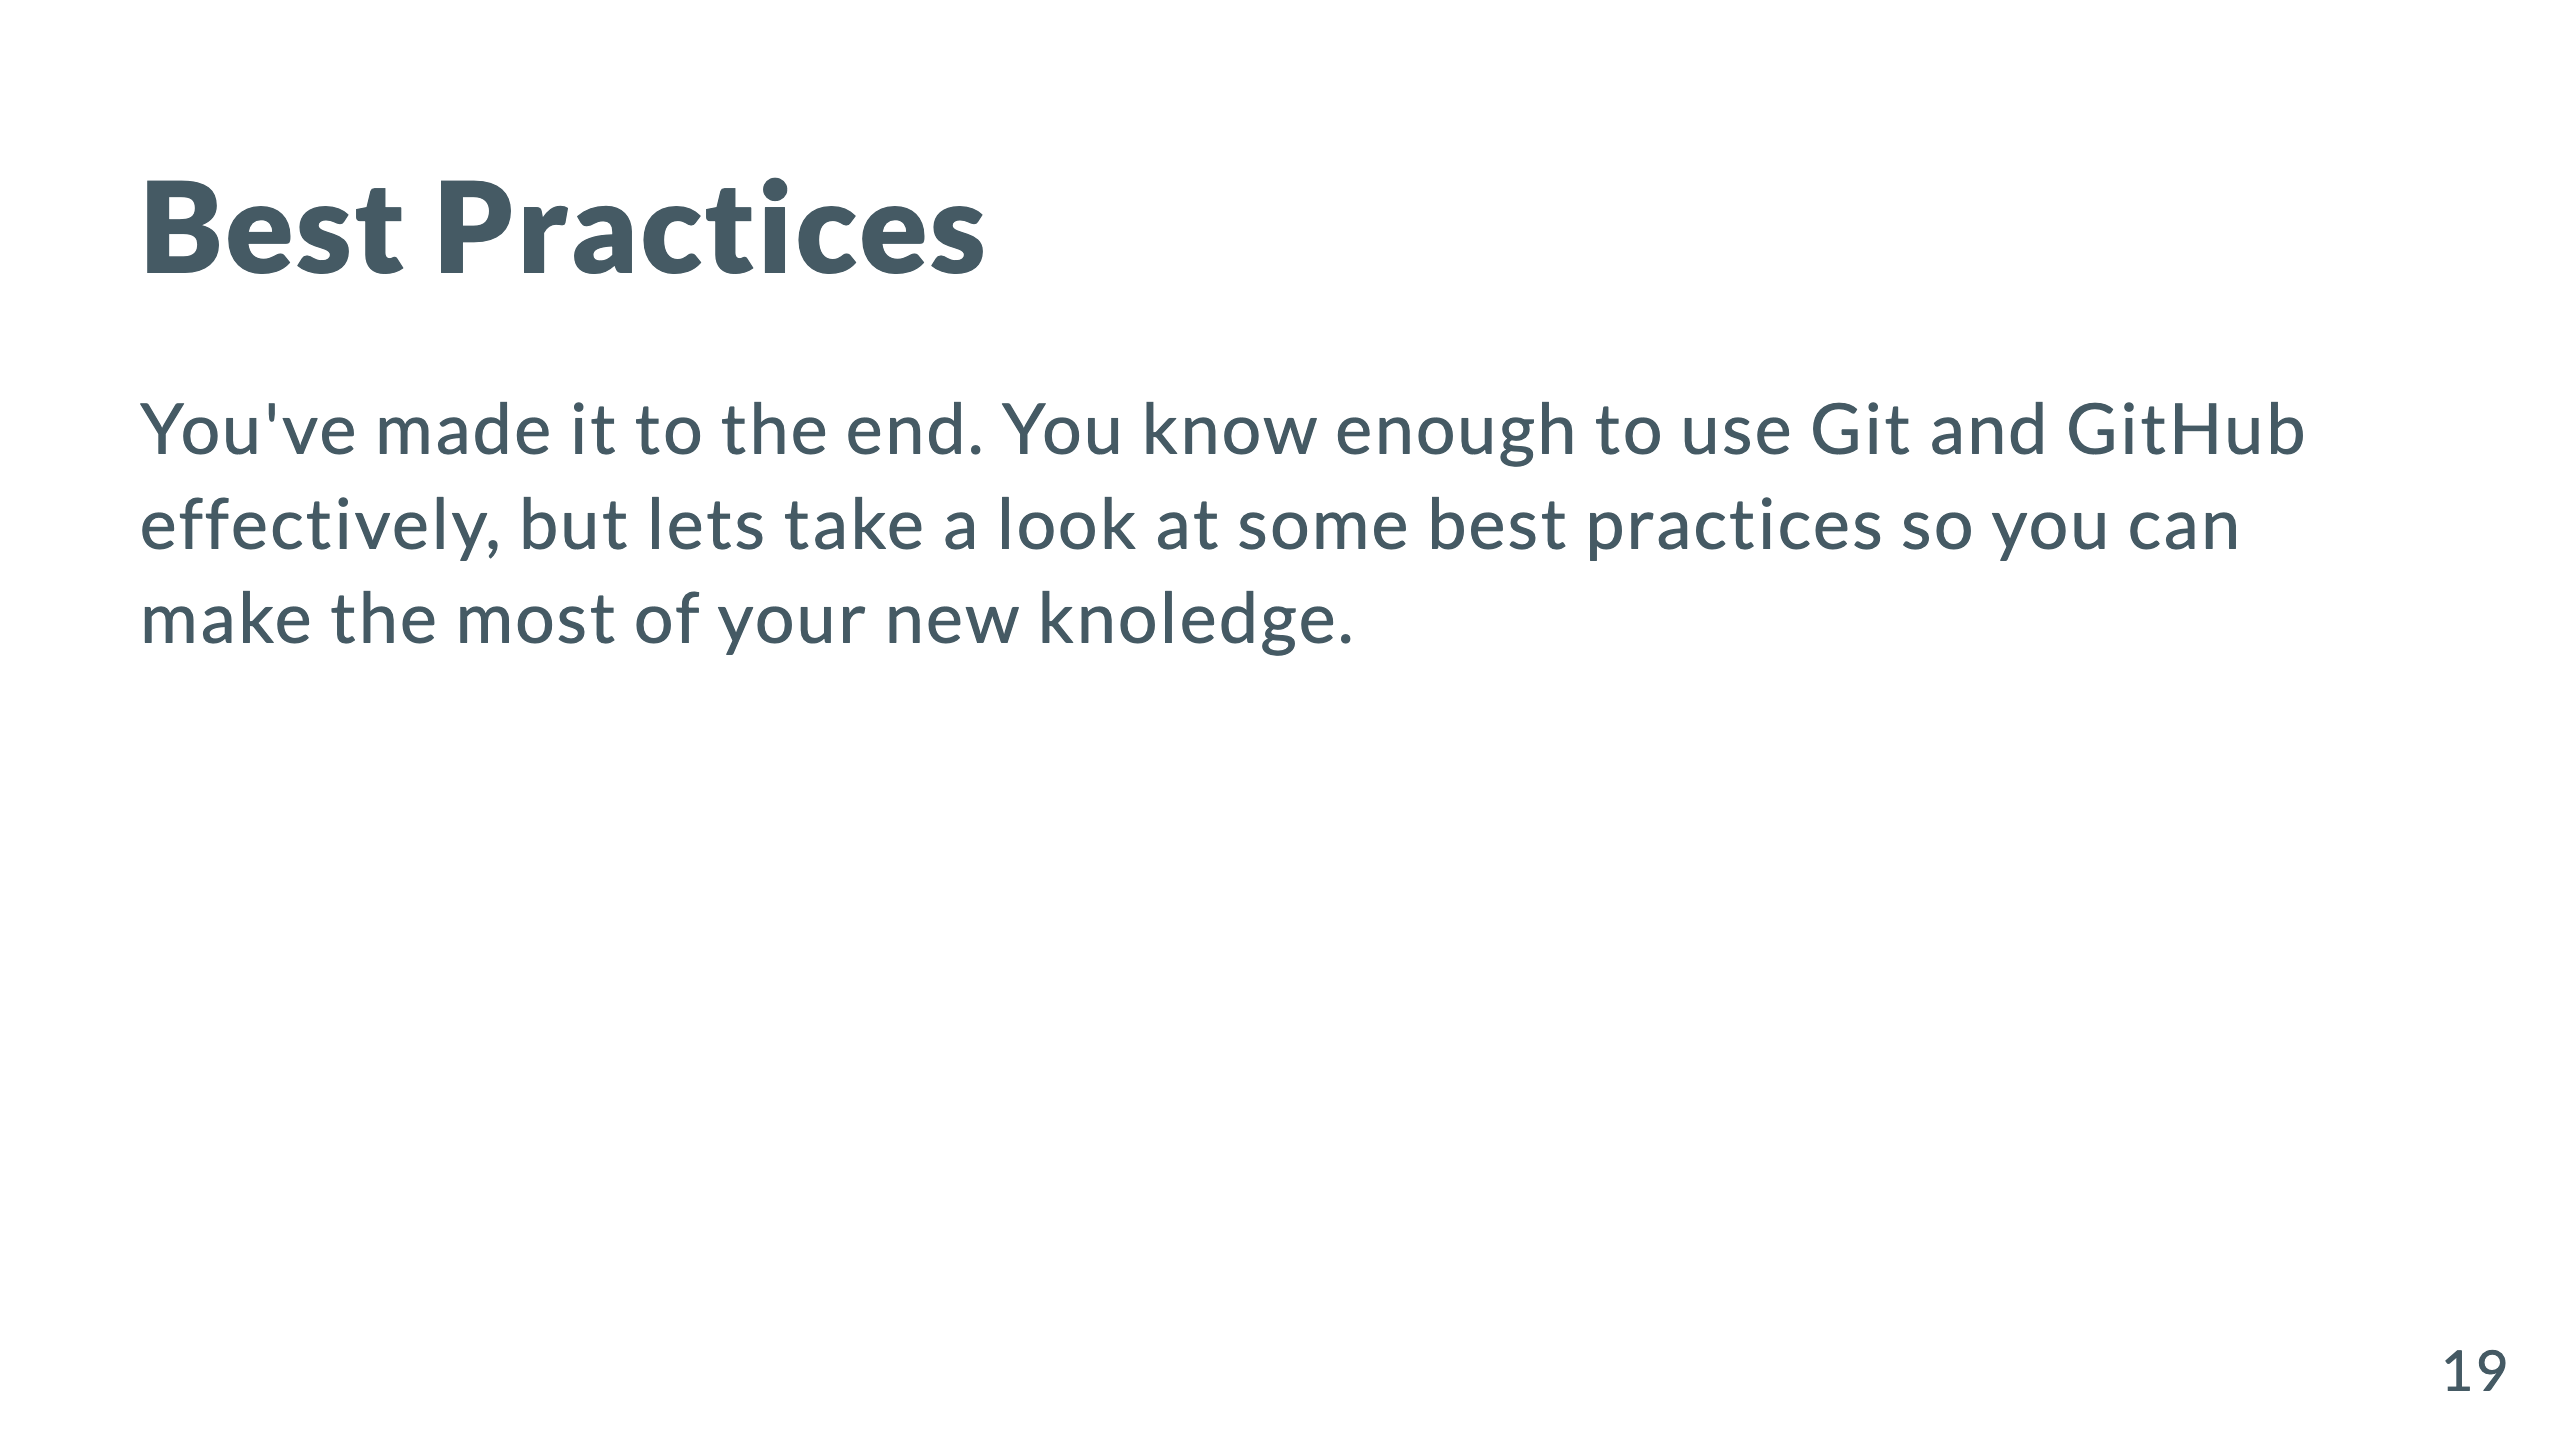 Best Practices
You've made it to the end. You know enough to use Git and GitHub
effectively, but lets take a look at some best practices so you can
make the most of your new knoledge.
19